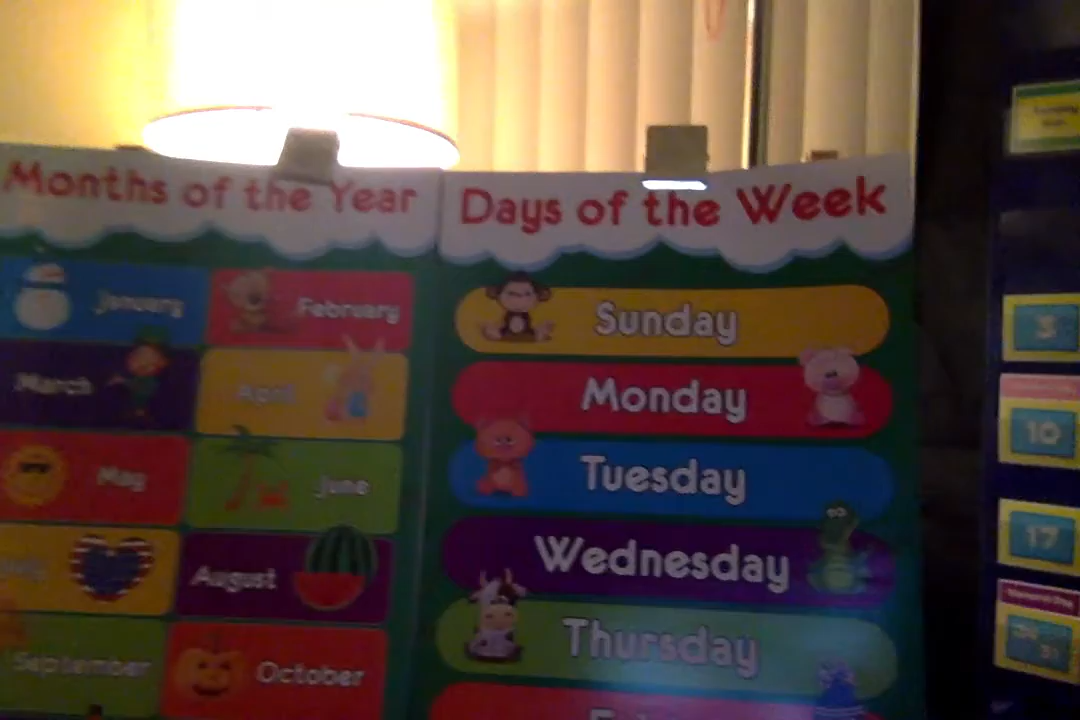 Months of the Year
January
February
March
April
May
June
August
September
October
Days of the Week
Sunday
Monday
Tuesday
Wednesday
Thursday
3
10
17
31